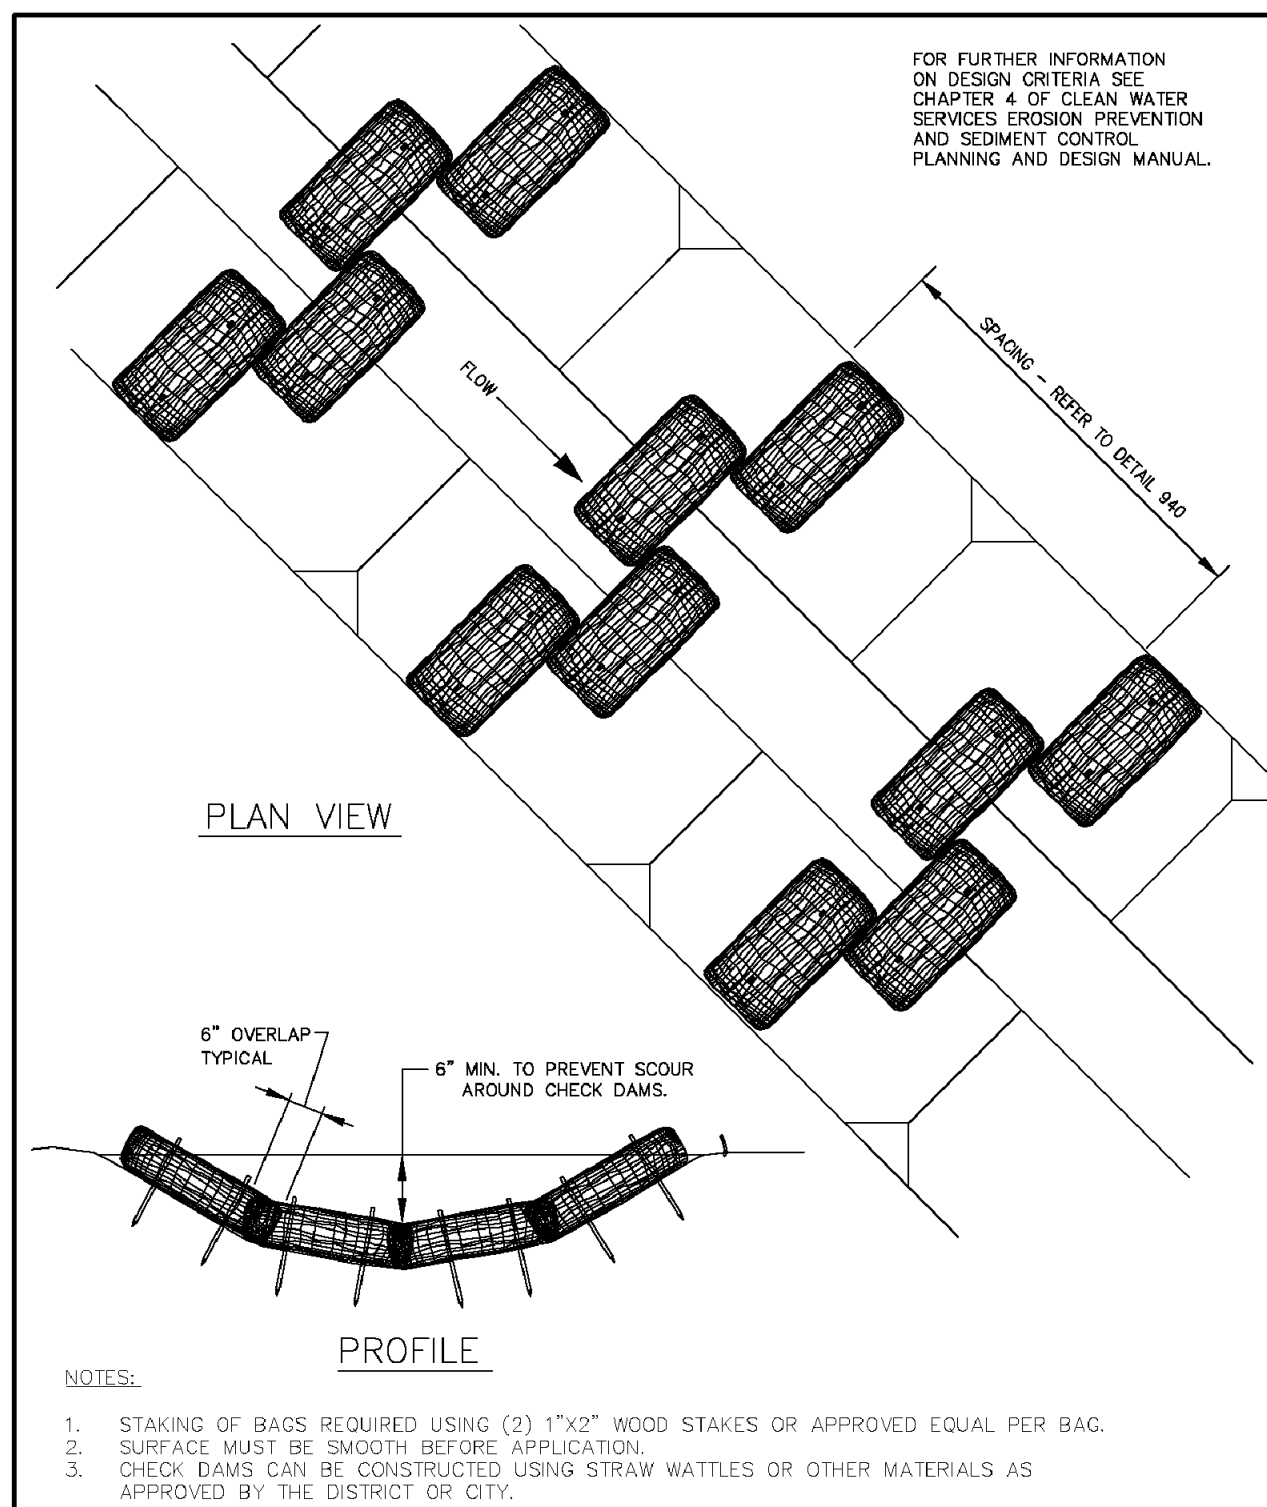 FOR FURTHER INFORMATION
ON DESIGN CRITERIA SEE
CHAPTER 4 OF CLEAN WATER
SERVICES EROSION PREVENTION
AND SEDIMENT CONTROL
PLANNING AND DESIGN MANUAL.
SPACING - REFER TO DETAIL 940
FLOW
PLAN VIEW
6" OVERLAP
TYPICAL
6" MIN. TO PREVENT SCOUR
AROUND CHECK DAMS.
PROFILE
NOTES:
1. STAKING OF BAGS REQUIRED USING (2) 1"X2" WOOD STAKES OR APPROVED EQUAL PER BAG.
2. SURFACE MUST BE SMOOTH BEFORE APPLICATION.
3. CHECK DAMS CAN BE CONSTRUCTED USING STRAW WATTLES OR OTHER MATERIALS AS
APPROVED BY THE DISTRICT OR CITY.